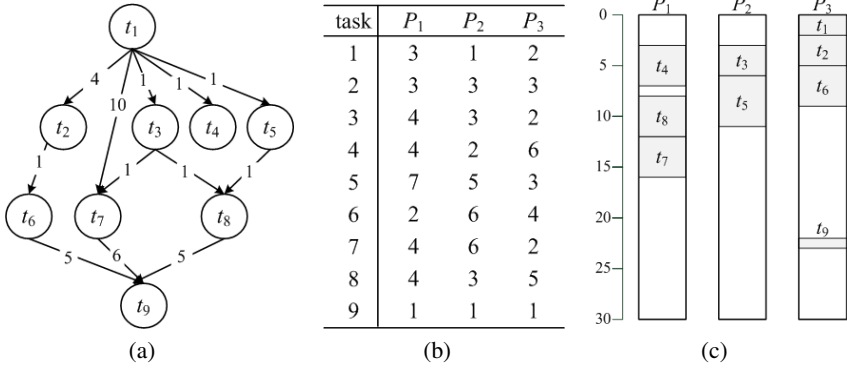 t1
4
10
1
1
1
t2
t3
t4
t5
1
1
1
1
t6
t7
t8
5
6
5
t9
(a)
task P1 P2 P3
1 3 1 2
2 3 3 3
3 4 3 2
4 4 2 6
5 7 5 3
6 2 6 4
7 4 6 2
8 4 3 5
9 1 1 1
(b)
P1 P2 P3
0
5
10
15
20
25
30
t4
t8
t7
t3
t5
t1
t2
t6
t9
(c)